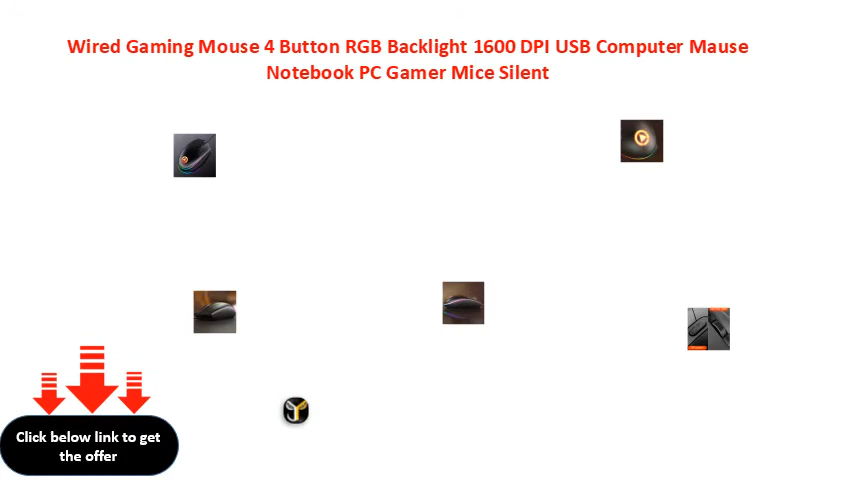 Wired Gaming Mouse 4 Button RGB Backlight 1600 DPI USB Computer Mause
Notebook PC Gamer Mice Silent
Click below link to get
the offer